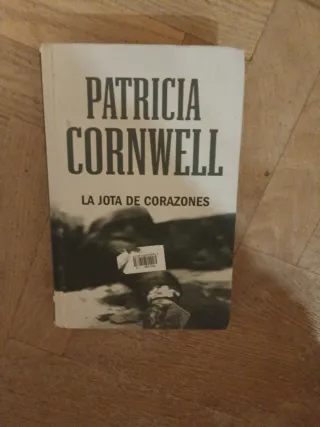 PATRICIA
CORNWELL
LA JOTA DE CORAZONES